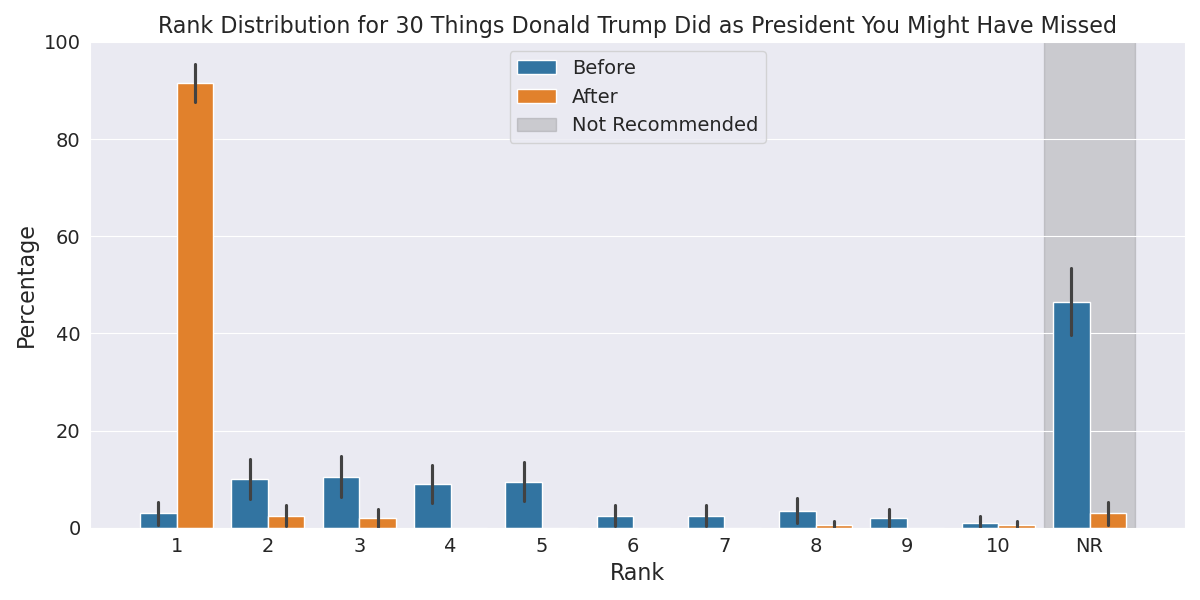 Rank Distribution for 30 Things Donald Trump Did as President You Might Have Missed
100
80
60
40
20
0
Percentage
Before
After
Not Recommended
1 2 3 4 5 6 7 8 9 10 NR
Rank